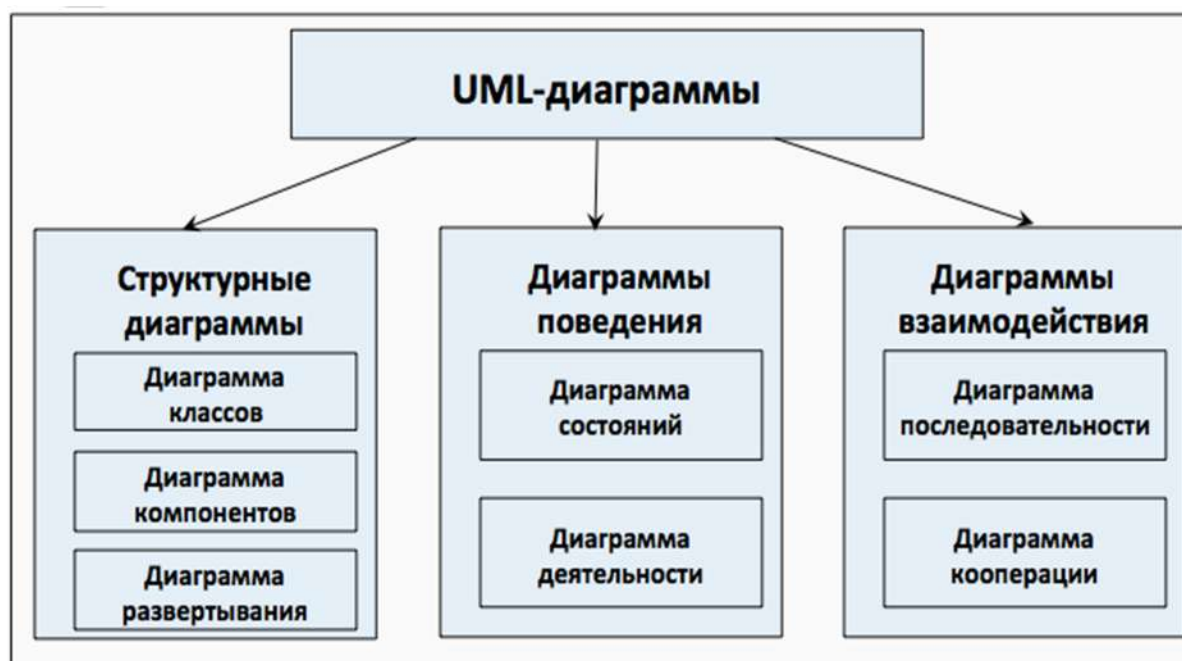 UML-диаграммы
Структурные
диаграммы
Диаграмма
классов
Диаграмма
компонентов
Диаграмма
развертывания
Диаграммы
поведения
Диаграмма
состояний
Диаграмма
деятельности
Диаграммы
взаимодействия
Диаграмма
последовательности
Диаграмма
кооперации